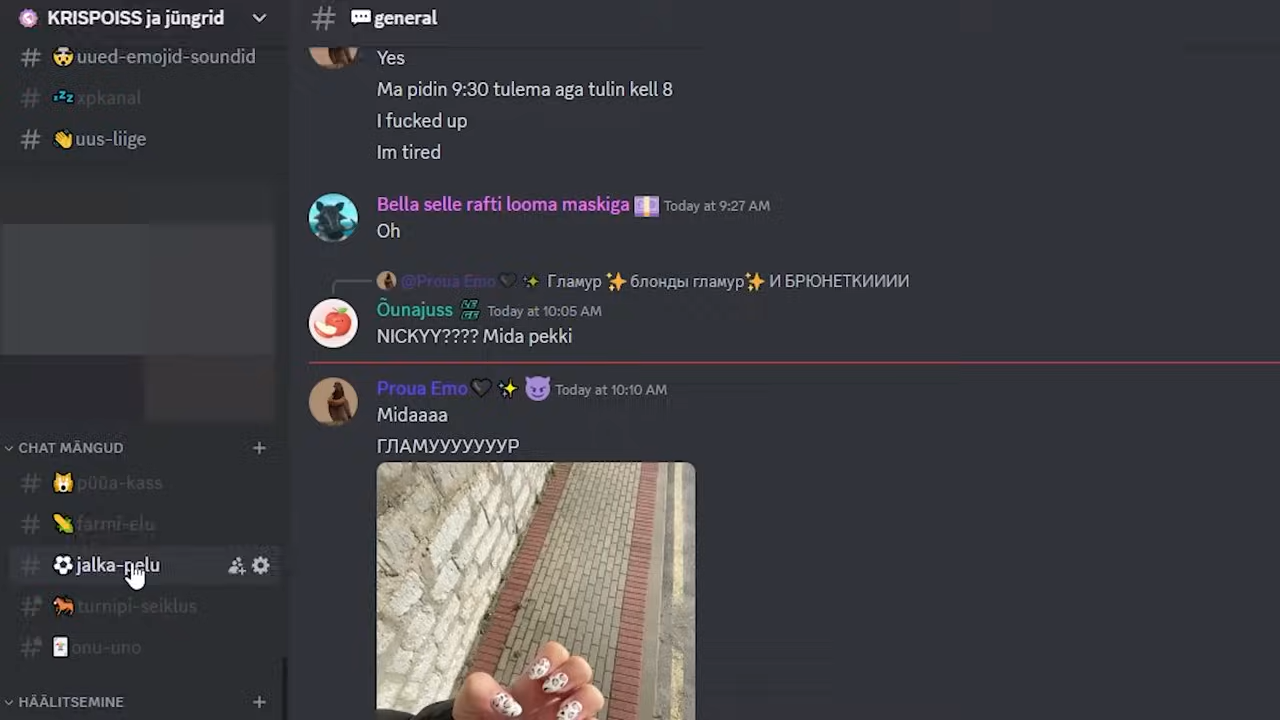 KRISPOISS ja jüngrid
uued-emojid-soundid
xpkanal
uus-liige
CHAT MÄNGUD
püüa-kass
farmi-elu
jalka-pelu
turnipi-seiklus
onu-uno
HÄÄLITSEMINE
general
Yes
Ma pidin 9:30 tulema aga tulin kell 8
I fucked up
Im tired
Bella selle rafti looma maskiga Today at 9:27 AM
Oh
@Proua Emo🖤✨ Гламур ✨блонды гламур✨ И БРЮНЕТКИИИИ
Õunajuss Today at 10:05 AM
NICKYY???? Mida pekki
Proua Emo🖤✨ Today at 10:10 AM
Midaaaa
ГЛАМУУУУУУУР